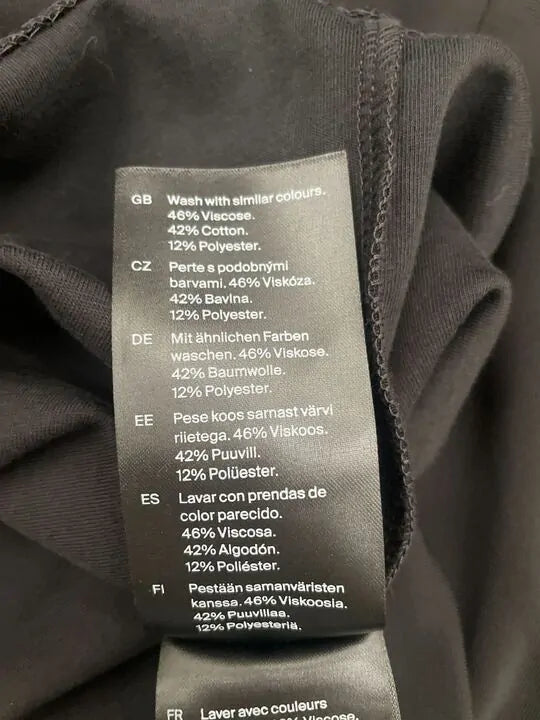 GB Wash with similar colours.
46% Viscose.
42% Cotton.
12% Polyester.
CZ Perte s podobnými
barvami. 46% Viskóza.
42% Bavlna.
12% Polyester.
DE Mit ähnlichen Farben
waschen. 46% Viskose.
42% Baumwolle.
12% Polyester.
EE Pese koos sarnast värvi
riietega. 46% Viskoos.
42% Puuvill.
12% Polüester.
ES Lavar con prendas de
color parecido.
46% Viscosa.
42% Algodón.
12% Poliéster.
FI Pestään samanväristen
kanssa. 46% Viskoosia.
42% Puuvillaa.
12% Polyesteriä.
FR Laver avec couleurs
Viscose.